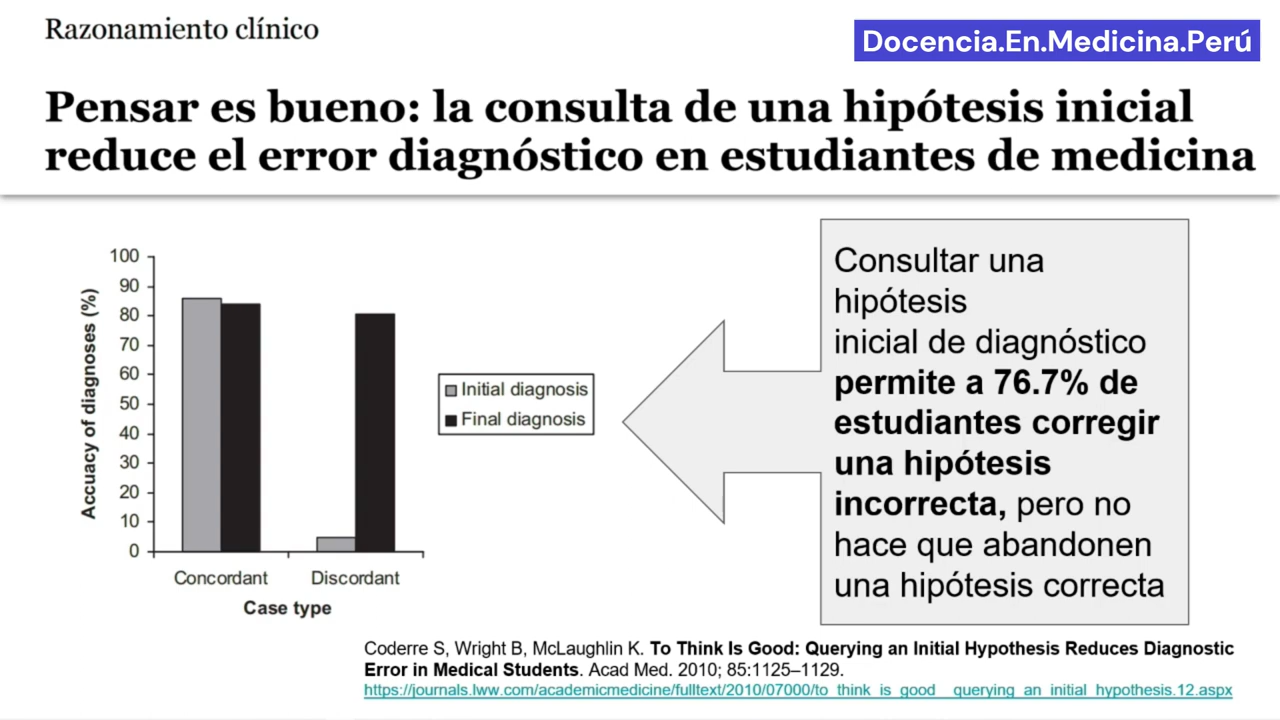 Razonamiento clínico
Docencia.En.Medicina.Perú
Pensar es bueno: la consulta de una hipótesis inicial
reduce el error diagnóstico en estudiantes de medicina
100
90
80
70
60
50
40
30
20
10
0
Accuacy of diagnoses (%)
Concordant
Discordant
Case type
Initial diagnosis
Final diagnosis
Consultar una
hipótesis
inicial de diagnóstico
permite a 76.7% de
estudiantes corregir
una hipótesis
incorrecta, pero no
hace que abandonen
una hipótesis correcta
Coderre S, Wright B, McLaughlin K. To Think Is Good: Querying an Initial Hypothesis Reduces Diagnostic
Error in Medical Students. Acad Med. 2010; 85:1125–1129.
https://journals.lww.com/academicmedicine/fulltext/2010/07000/to_think_is_good__querying_an_initial_hypothesis.12.aspx